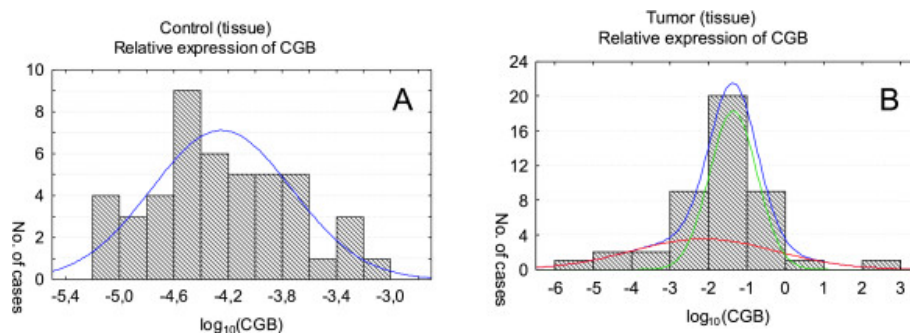 Control (tissue)
Relative expression of CGB
A
No. of cases
10
8
6
4
2
0
-5,4 -5,0 -4,6 -4,2 -3,8 -3,4 -3,0
log10(CGB)
Tumor (tissue)
Relative expression of CGB
B
No. of cases
24
20
16
12
8
4
0
-6 -5 -4 -3 -2 -1 0 1 2 3
log10(CGB)